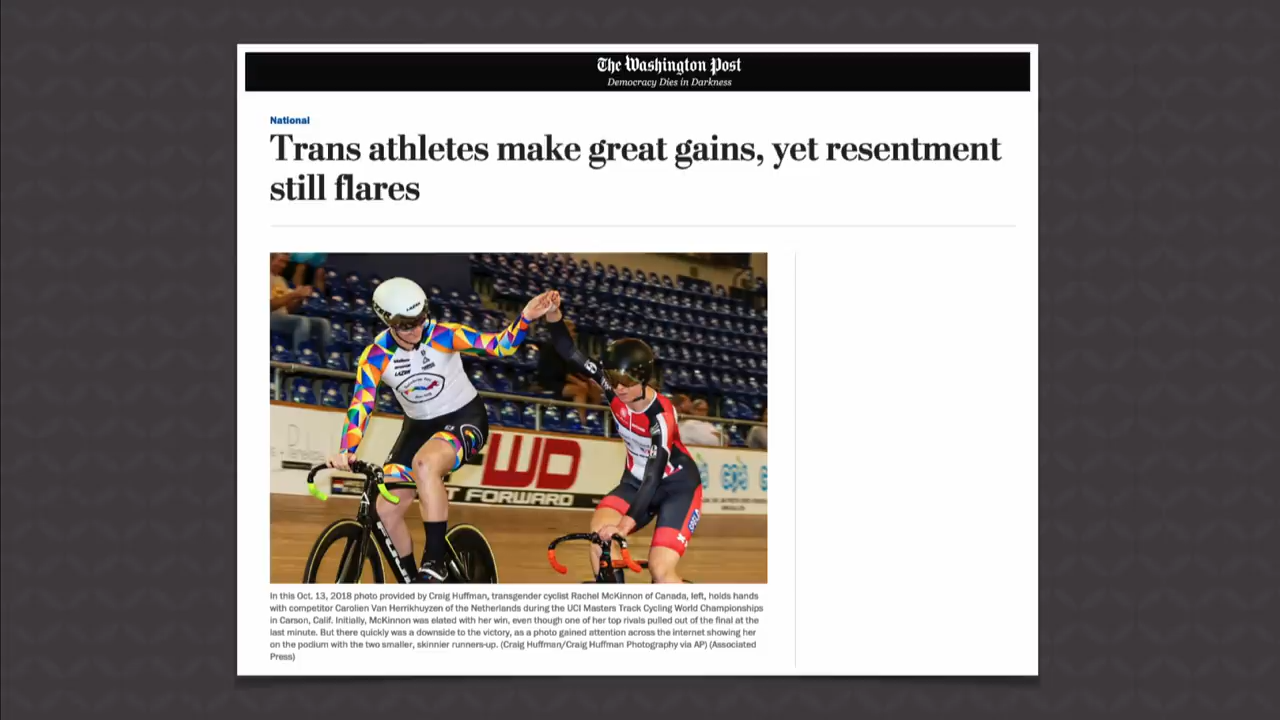 The Washington Post
Democracy Dies in Darkness
National
Trans athletes make great gains, yet resentment
still flares
LAZER
WD
T FORWARD
In this Oct. 13, 2018 photo provided by Craig Huffman, transgender cyclist Rachel McKinnon of Canada, left, holds hands
with competitor Carolien Van Herrikhuyzen of the Netherlands during the UCI Masters Track Cycling World Championships
in Carson, Calif. Initially, McKinnon was elated with her win, even though one of her top rivals pulled out of the final at the
last minute. But there quickly was a downside to the victory, as a photo gained attention across the internet showing her
on the podium with the two smaller, skinnier runners-up. (Craig Huffman/Craig Huffman Photography via AP) (Associated
Press)